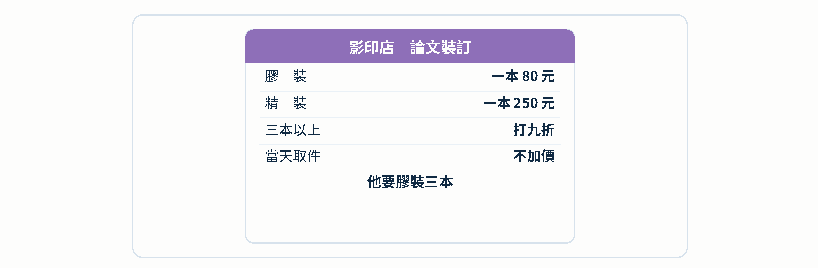 影印店　論文裝訂
膠　裝　一本 80 元
精　裝　一本 250 元
三本以上　打九折
當天取件　不加價
他要膠裝三本